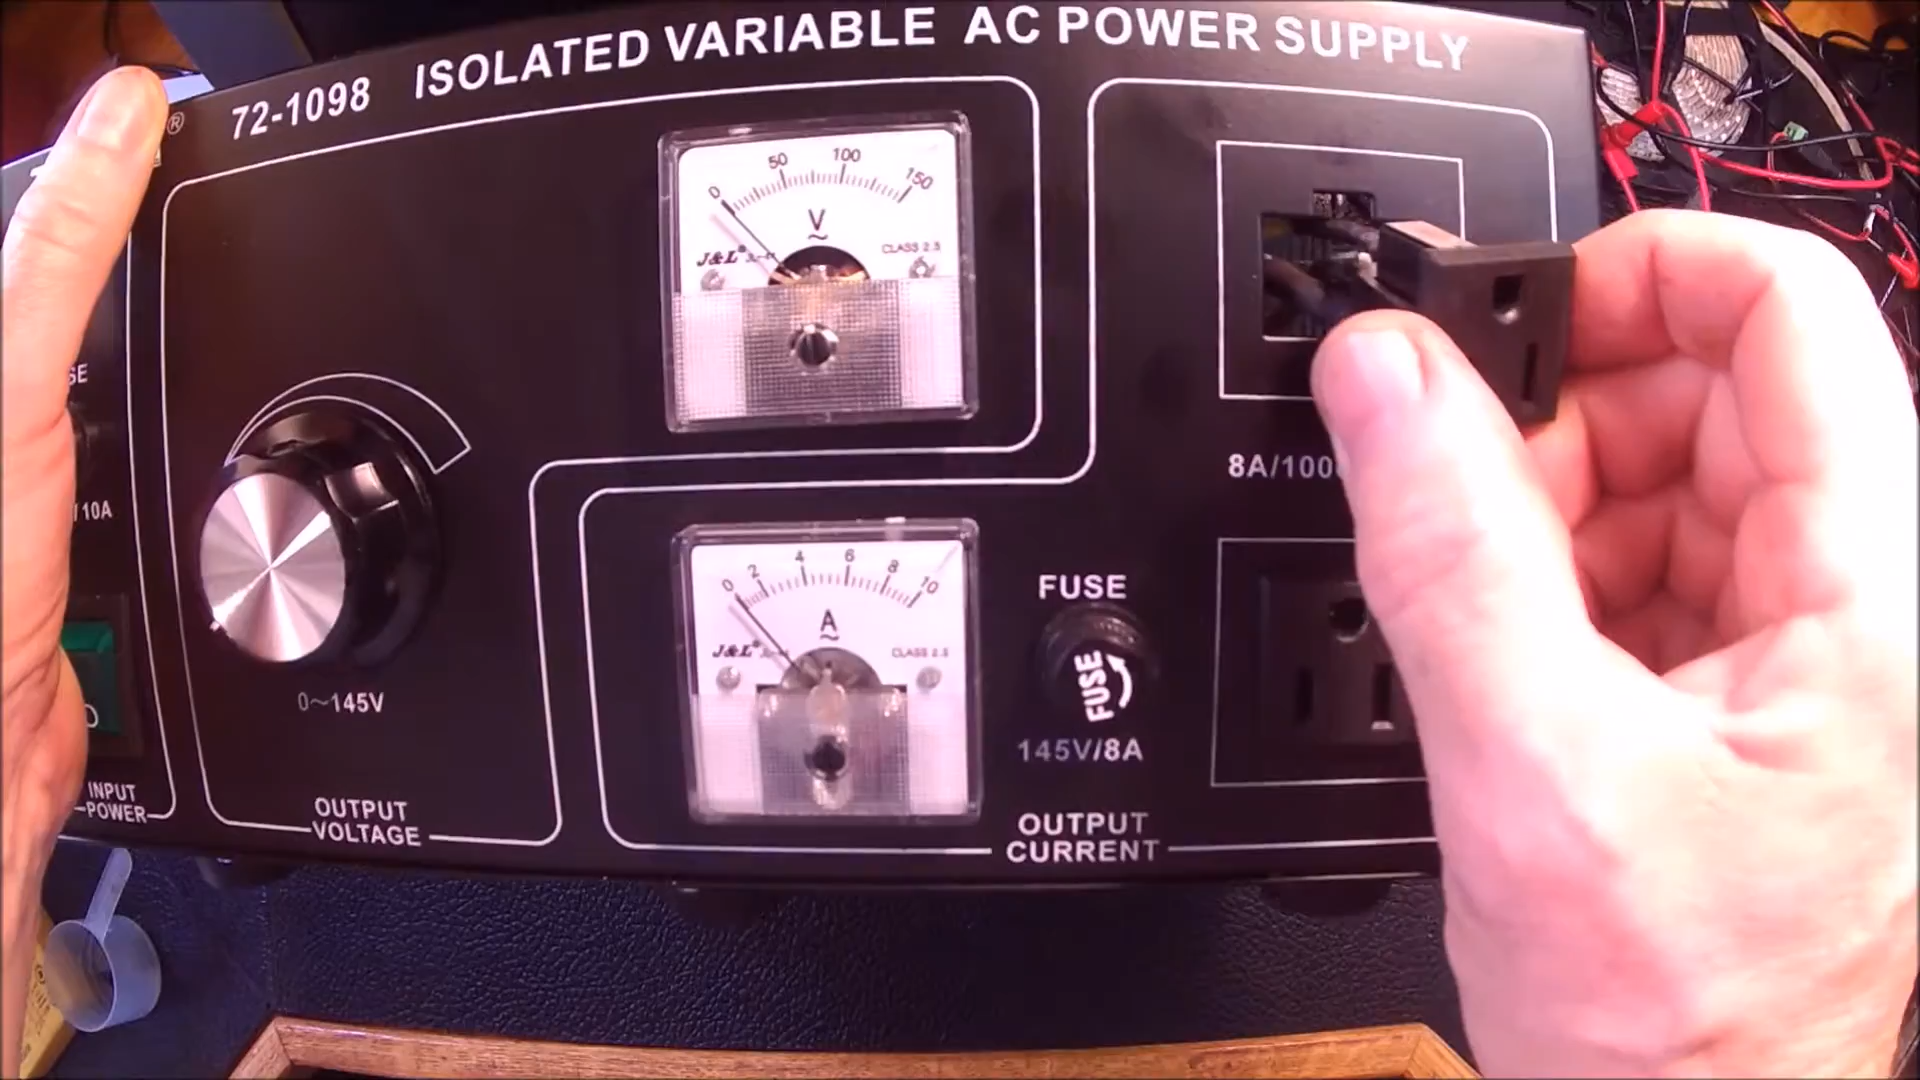 72-1098 ISOLATED VARIABLE AC POWER SUPPLY
®
0 50 100 150
V
J&L®
CLASS 2.5
8A/100
/10A
0~145V
0 2 4 6 8 10
A
J&L®
CLASS 2.5
FUSE
FUSE
145V/8A
INPUT
POWER
OUTPUT
VOLTAGE
OUTPUT
CURRENT